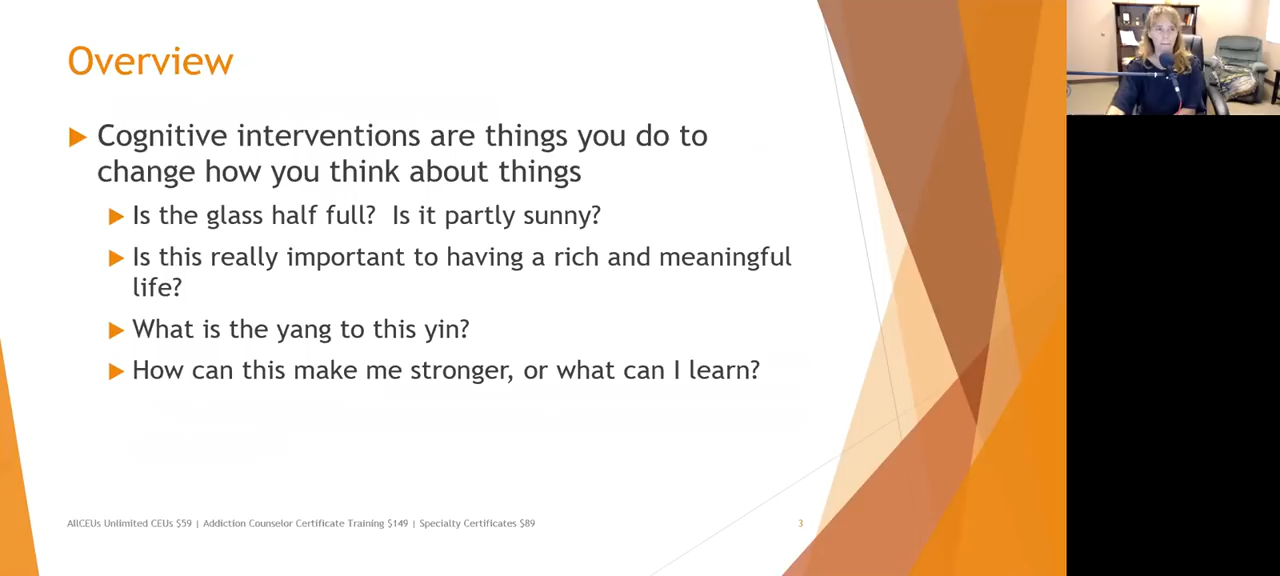 Overview
Cognitive interventions are things you do to
change how you think about things
Is the glass half full?  Is it partly sunny?
Is this really important to having a rich and meaningful
life?
What is the yang to this yin?
How can this make me stronger, or what can I learn?
AllCEUs Unlimited CEUs $59 | Addiction Counselor Certificate Training $149 | Specialty Certificates $89
3